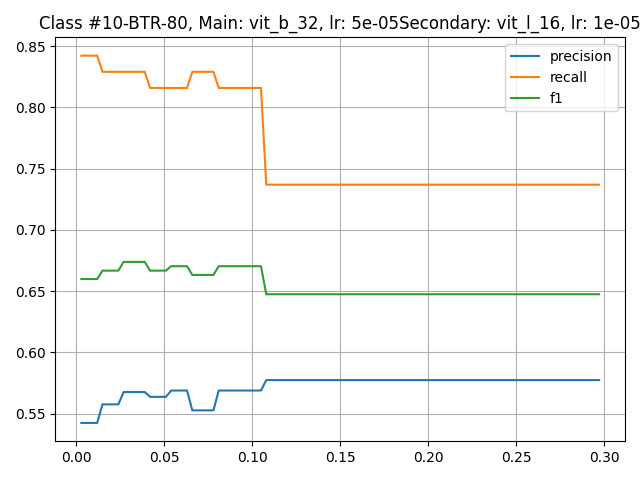 Class #10-BTR-80, Main: vit_b_32, lr: 5e-05Secondary: vit_l_16, lr: 1e-05
precision
recall
f1
0.85
0.80
0.75
0.70
0.65
0.60
0.55
0.00 0.05 0.10 0.15 0.20 0.25 0.30